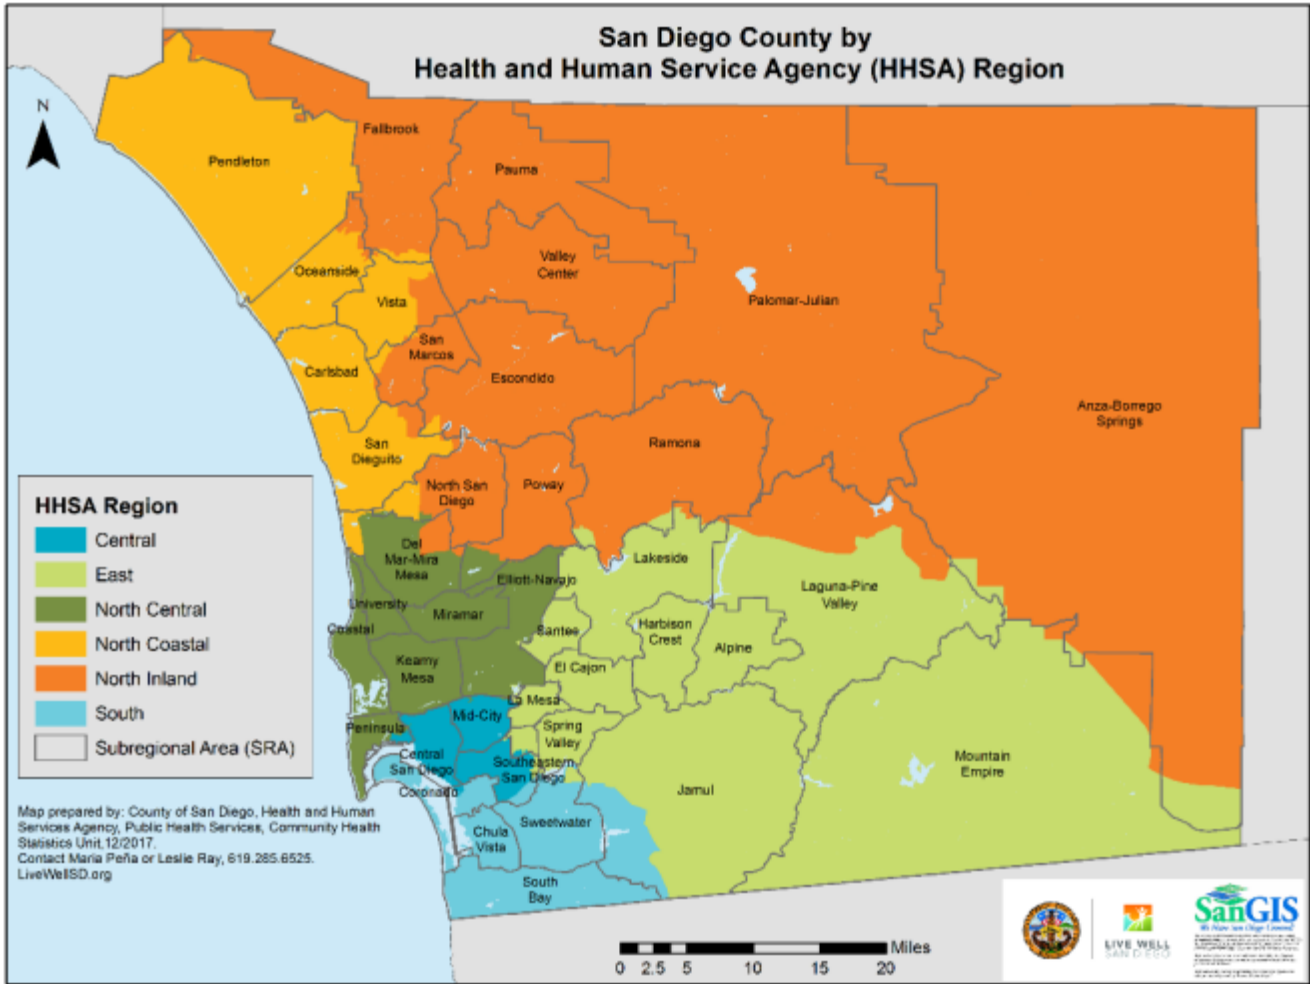 San Diego County by
Health and Human Service Agency (HHSA) Region
N
Fallbrook
Pendleton
Pauma
Oceanside
Valley
Center
Vista
Palomar-Julian
San
Marcos
Carlsbad
Escondido
Anza-Borrego
Springs
San
Dieguito
Ramona
North San
Diego
Poway
HHSA Region
Central
East
North Central
North Coastal
North Inland
South
Subregional Area (SRA)
Del
Mar-Mira
Mesa
Elliott-Navajo
Lakeside
Laguna-Pine
Valley
University
Miramar
Coastal
Santee
Harbison
Crest
Alpine
Kearny
Mesa
El Cajon
La Mesa
Mid-City
Peninsula
Spring
Valley
Central
San Diego
Southeastern
San Diego
Mountain
Empire
Coronado
Jamul
Sweetwater
Chula
Vista
South
Bay
Map prepared by: County of San Diego, Health and Human
Services Agency, Public Health Services, Community Health
Statistics Unit,12/2017.
Contact Maria Peña or Leslie Ray, 619.285.6525.
LiveWellSD.org
Miles
0 2.5 5 10 15 20
LIVE WELL
SAN DIEGO
SanGIS